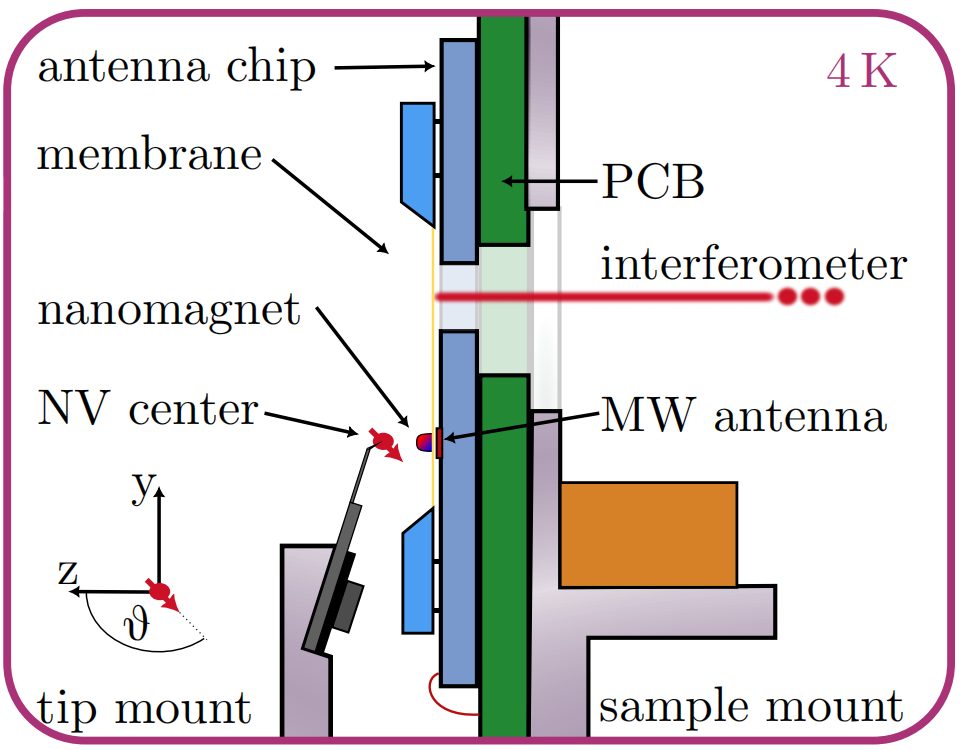 antenna chip
4 K
membrane
PCB
interferometer
nanomagnet
NV center
MW antenna
y
z
ϑ
tip mount
sample mount